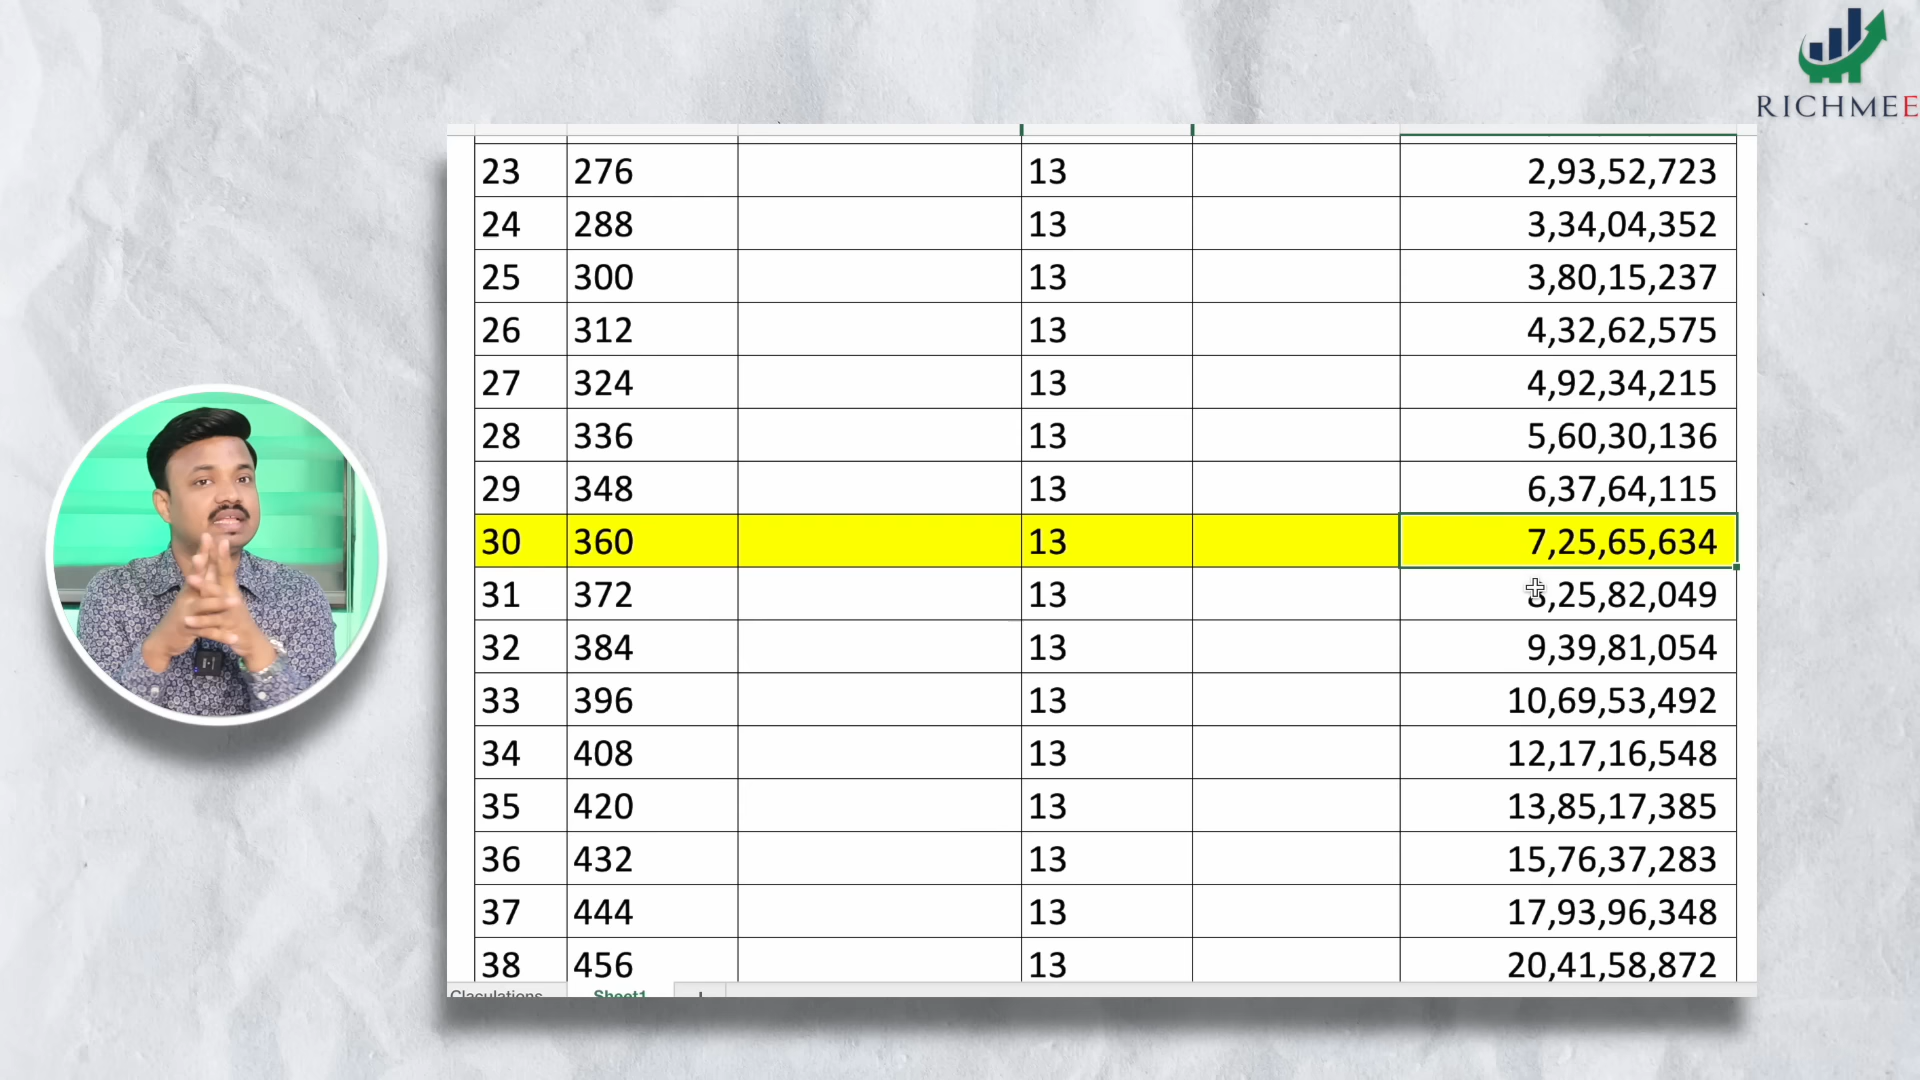 RICHMEE
23 276 13 2,93,52,723
24 288 13 3,34,04,352
25 300 13 3,80,15,237
26 312 13 4,32,62,575
27 324 13 4,92,34,215
28 336 13 5,60,30,136
29 348 13 6,37,64,115
30 360 13 7,25,65,634
31 372 13 8,25,82,049
32 384 13 9,39,81,054
33 396 13 10,69,53,492
34 408 13 12,17,16,548
35 420 13 13,85,17,385
36 432 13 15,76,37,283
37 444 13 17,93,96,348
38 456 13 20,41,58,872
Claculations Sheet1 +